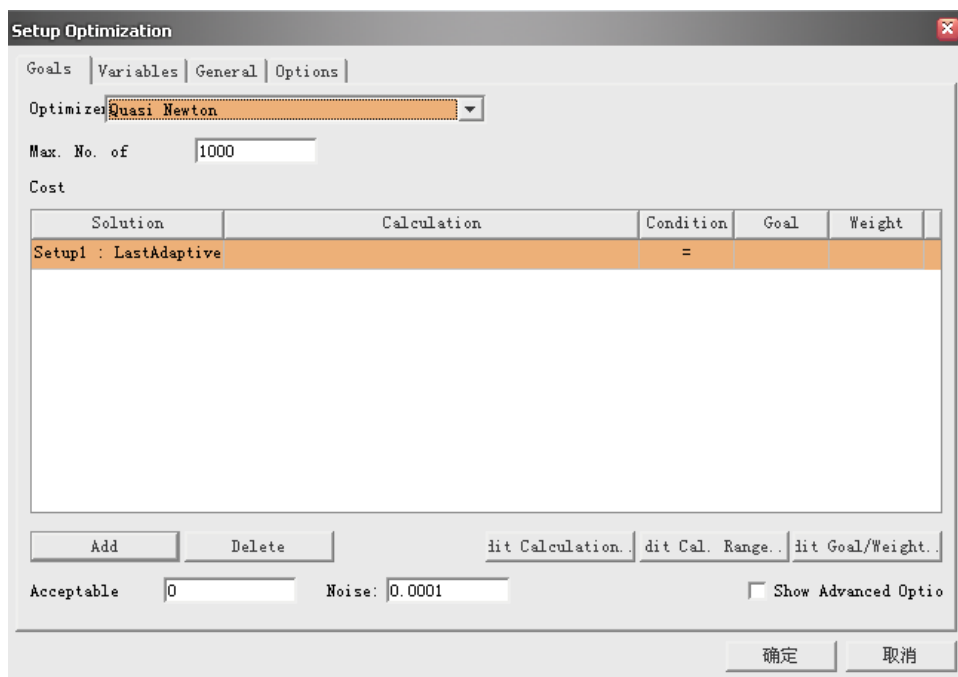 Setup Optimization
Goals Variables General Options
Optimizer Quasi Newton
Max. No. of 1000
Cost
Solution Calculation Condition Goal Weight
Setup1 : LastAdaptive =
Add Delete dit Calculation.. dit Cal. Range.. dit Goal/Weight..
Acceptable 0 Noise: 0.0001 Show Advanced Optio
确定 取消